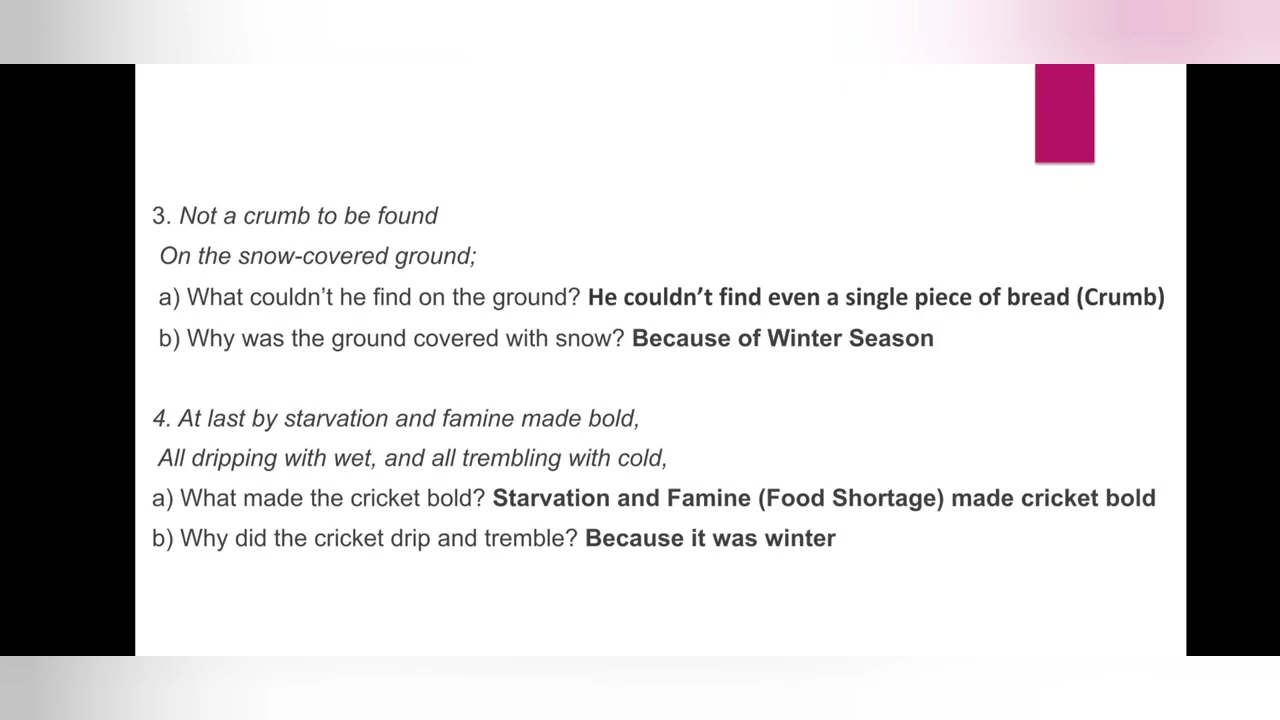 3. Not a crumb to be found
On the snow-covered ground;
a) What couldn’t he find on the ground? He couldn’t find even a single piece of bread (Crumb)
b) Why was the ground covered with snow? Because of Winter Season
4. At last by starvation and famine made bold,
All dripping with wet, and all trembling with cold,
a) What made the cricket bold? Starvation and Famine (Food Shortage) made cricket bold
b) Why did the cricket drip and tremble? Because it was winter